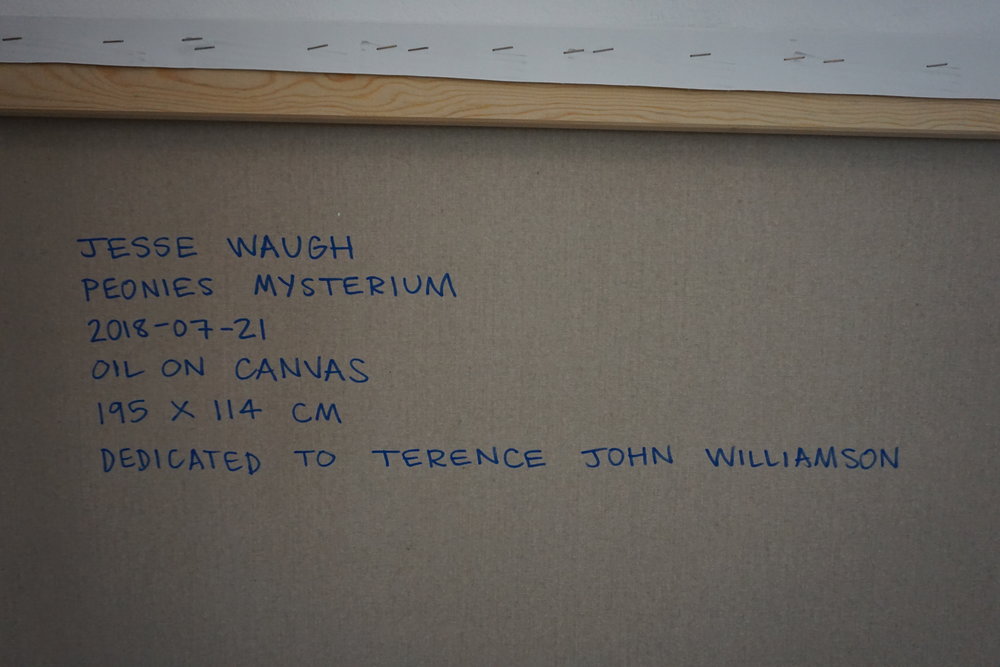 JESSE WAUGH
PEONIES MYSTERIUM
2018-07-21
OIL ON CANVAS
195 X 114 CM
DEDICATED TO TERENCE JOHN WILLIAMSON